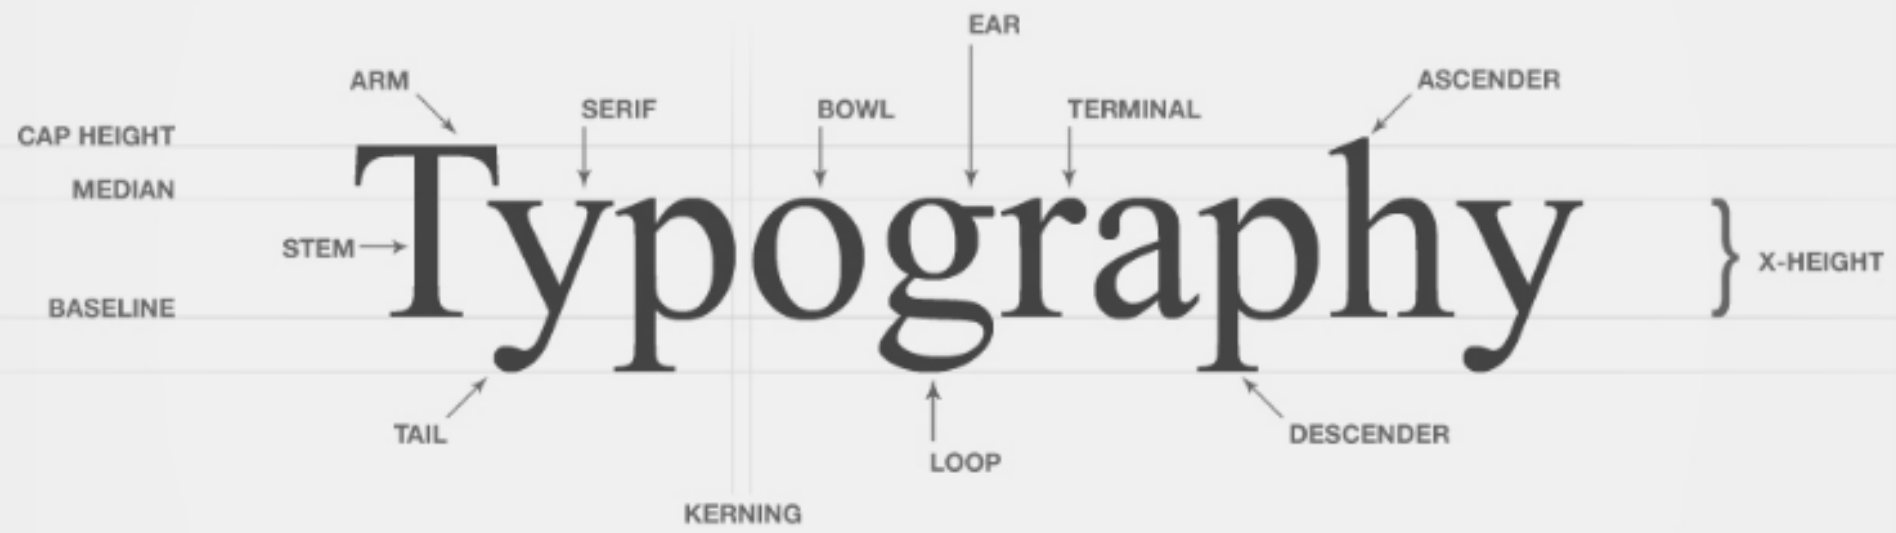 EAR
ARM
ASCENDER
SERIF
BOWL
TERMINAL
CAP HEIGHT
MEDIAN
Typography
STEM
X-HEIGHT
BASELINE
TAIL
DESCENDER
LOOP
KERNING